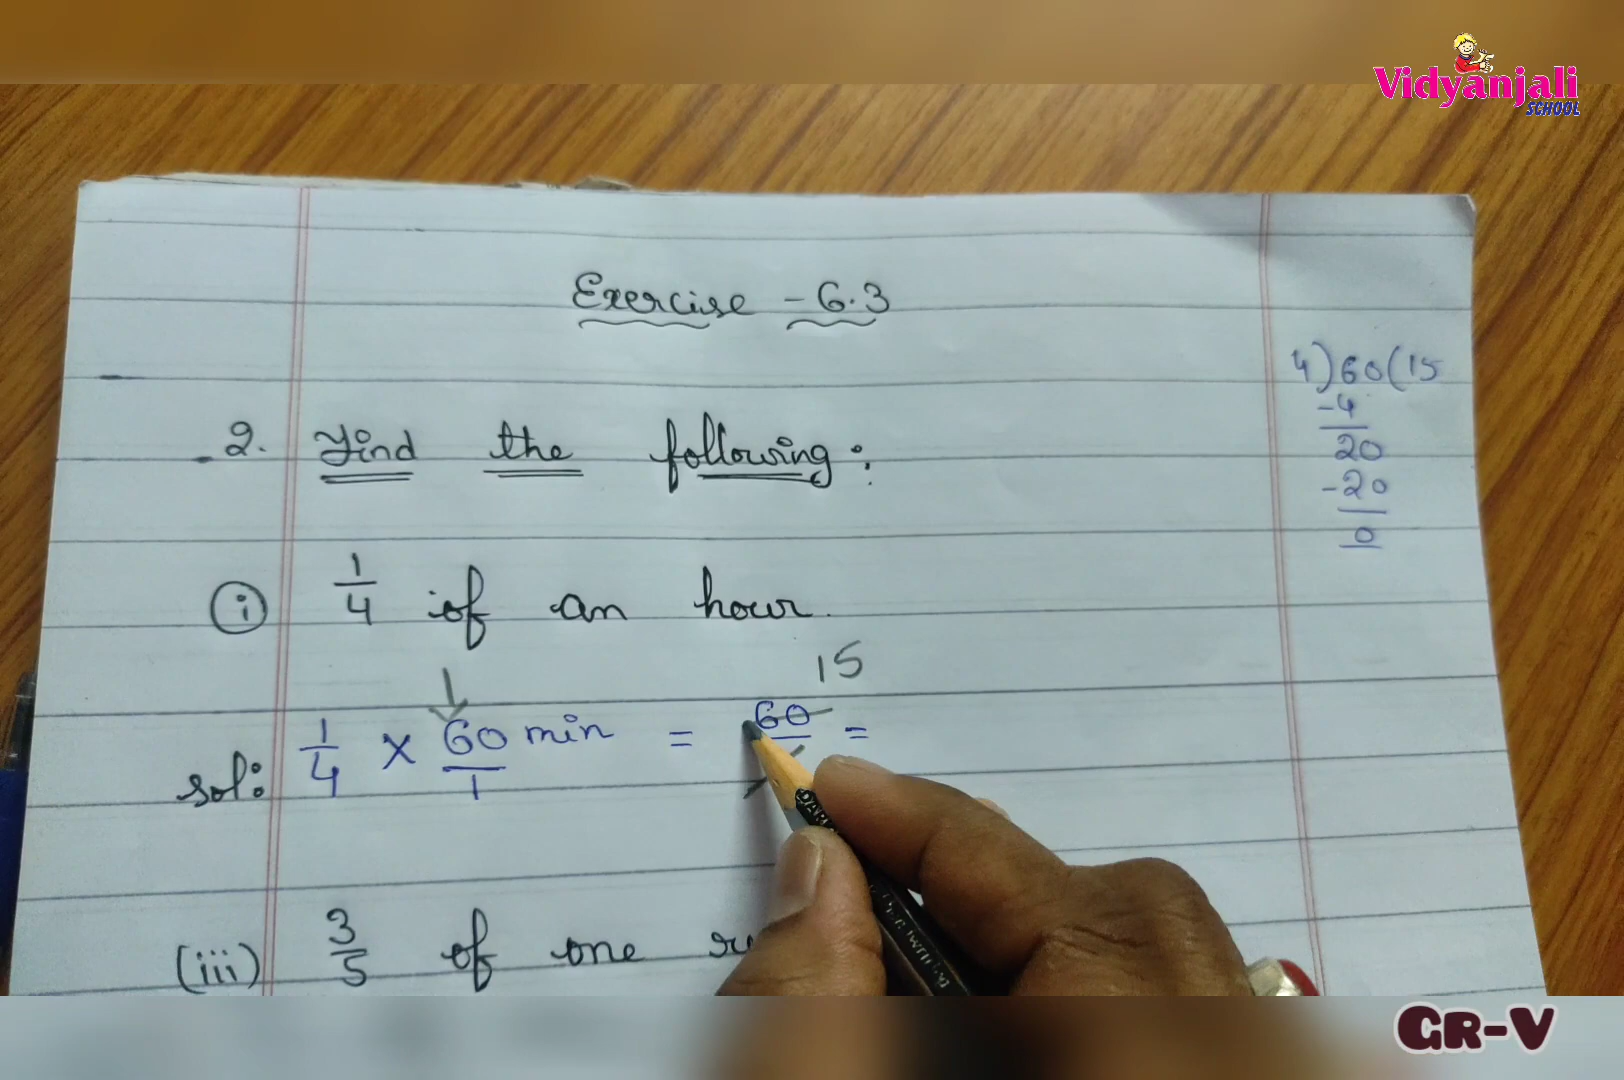 Vidyanjali
SCHOOL
Exercise - 6.3
4)60(15
-4
20
-20
0
2. Find the following:
(i) 1/4 of an hour.
15
Sol: 1/4 × 60/1 min = 60/ =
(iii) 3/5 of one
GR-V